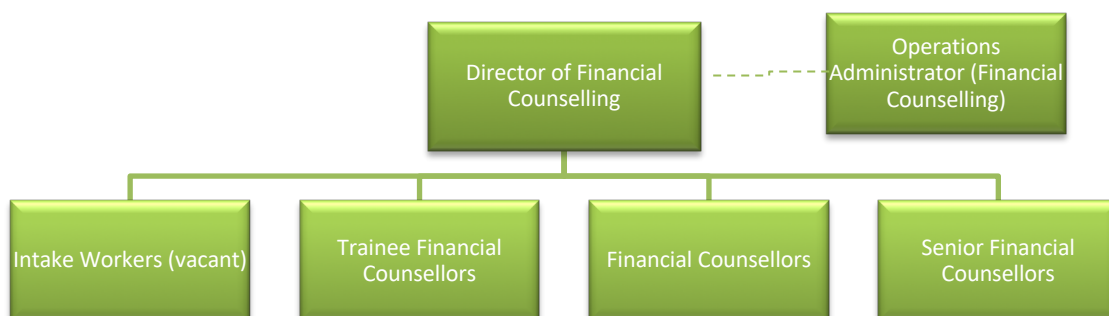 Director of Financial
Counselling
Operations
Administrator (Financial
Counselling)
Intake Workers (vacant)
Trainee Financial
Counsellors
Financial Counsellors
Senior Financial
Counsellors